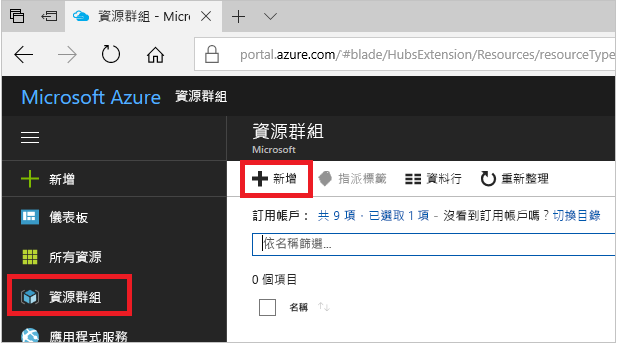 資源群組 - Micro
portal.azure.com/#blade/HubsExtension/Resources/resourceType
Microsoft Azure 資源群組
資源群組
Microsoft
新增
儀表板
所有資源
資源群組
應用程式服務
新增 指派標籤 資料行 重新整理
訂用帳戶： 共 9 項，已選取 1 項 - 沒看到訂用帳戶嗎？切換目錄
依名稱篩選...
0 個項目
名稱